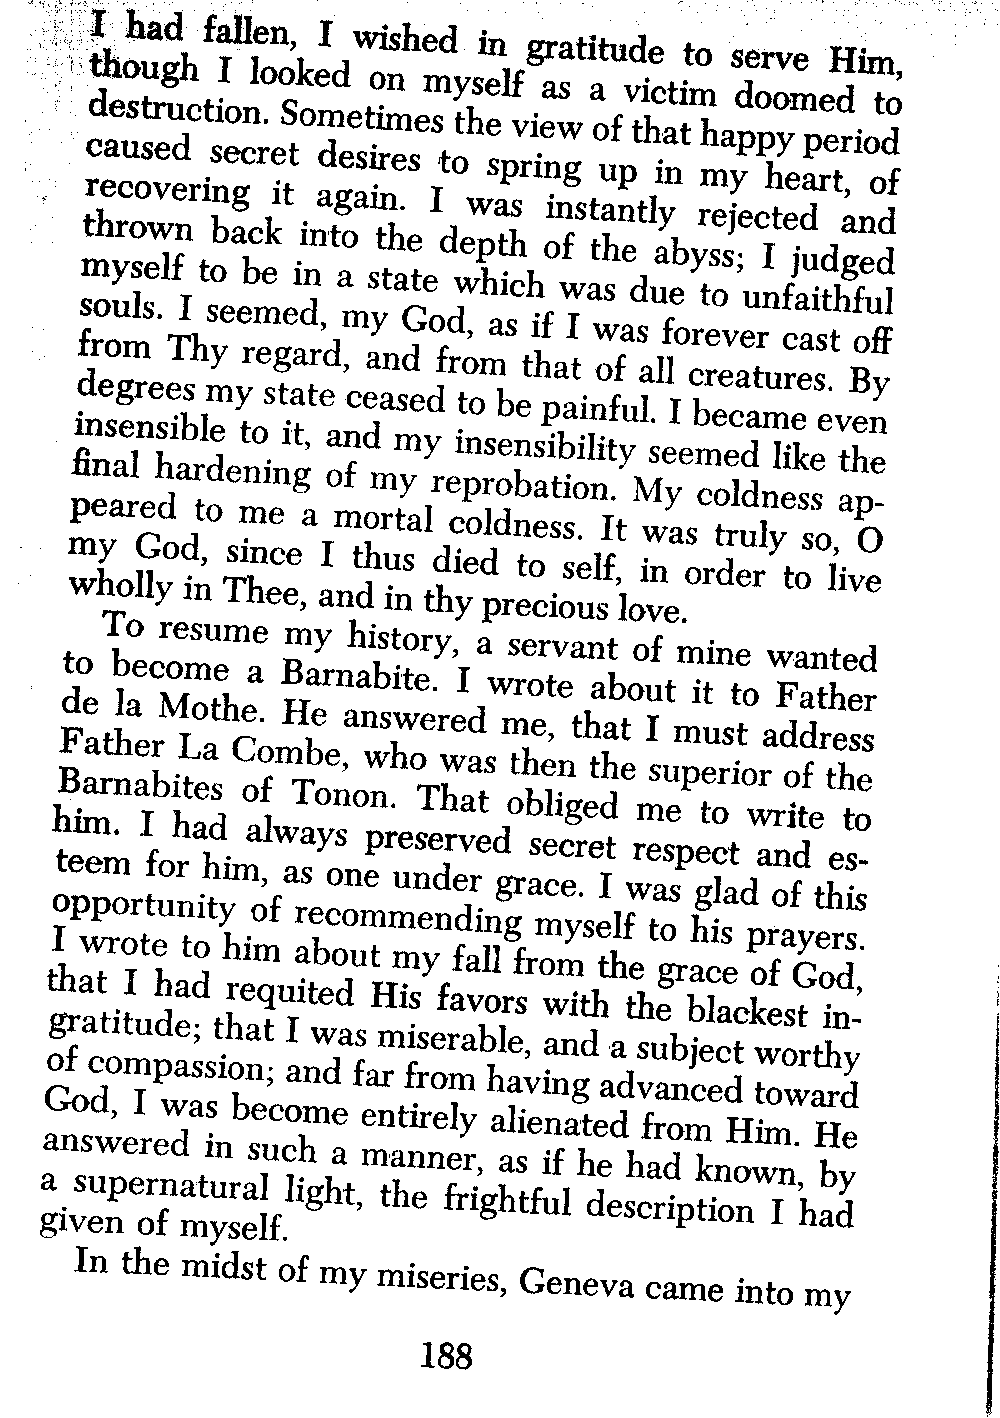 I had fallen, I wished in gratitude to serve Him,
though I looked on myself as a victim doomed to
destruction. Sometimes the view of that happy period
caused secret desires to spring up in my heart, of
recovering it again. I was instantly rejected and
thrown back into the depth of the abyss; I judged
myself to be in a state which was due to unfaithful
souls. I seemed, my God, as if I was forever cast off
from Thy regard, and from that of all creatures. By
degrees my state ceased to be painful. I became even
insensible to it, and my insensibility seemed like the
final hardening of my reprobation. My coldness ap-
peared to me a mortal coldness. It was truly so, O
my God, since I thus died to self, in order to live
wholly in Thee, and in thy precious love.
To resume my history, a servant of mine wanted
to become a Barnabite. I wrote about it to Father
de la Mothe. He answered me, that I must address
Father La Combe, who was then the superior of the
Barnabites of Tonon. That obliged me to write to
him. I had always preserved secret respect and es-
teem for him, as one under grace. I was glad of this
opportunity of recommending myself to his prayers.
I wrote to him about my fall from the grace of God,
that I had requited His favors with the blackest in-
gratitude; that I was miserable, and a subject worthy
of compassion; and far from having advanced toward
God, I was become entirely alienated from Him. He
answered in such a manner, as if he had known, by
a supernatural light, the frightful description I had
given of myself.
In the midst of my miseries, Geneva came into my
188